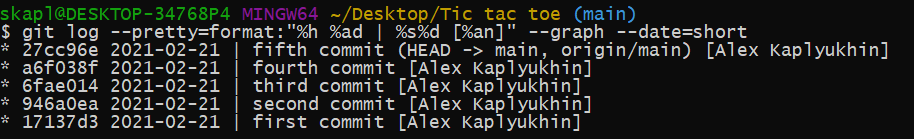 skapl@DESKTOP-34768P4 MINGW64 ~/Desktop/Tic tac toe (main)
$ git log --pretty=format:"%h %ad | %s%d [%an]" --graph --date=short
* 27cc96e 2021-02-21 | fifth commit (HEAD -> main, origin/main) [Alex Kaplyukhin]
* a6f038f 2021-02-21 | fourth commit [Alex Kaplyukhin]
* 6fae014 2021-02-21 | third commit [Alex Kaplyukhin]
* 946a0ea 2021-02-21 | second commit [Alex Kaplyukhin]
* 17137d3 2021-02-21 | first commit [Alex Kaplyukhin]